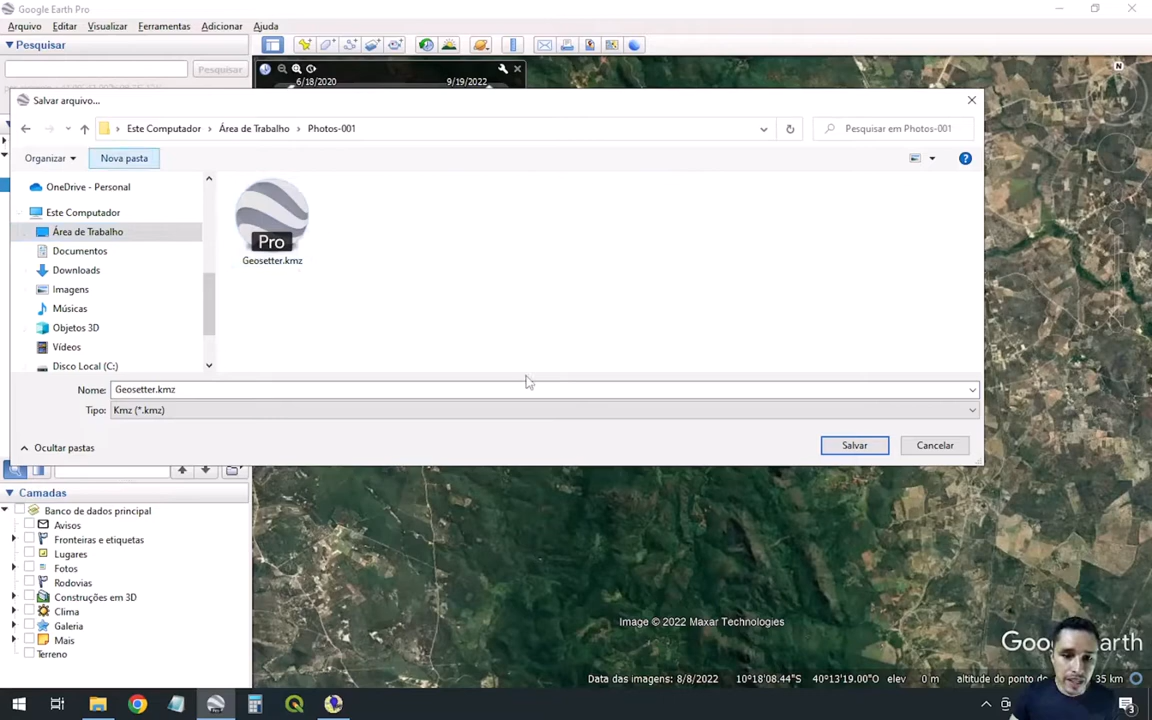 Google Earth Pro
Arquivo Editar Visualizar Ferramentas Adicionar Ajuda
Pesquisar
Pesquisar
6/18/2020 9/19/2022
N
Salvar arquivo...
Este Computador > Área de Trabalho > Photos-001
Pesquisar em Photos-001
Organizar Nova pasta
OneDrive - Personal
Este Computador
Área de Trabalho
Documentos
Downloads
Imagens
Músicas
Objetos 3D
Vídeos
Disco Local (C:)
Pro
Geosetter.kmz
Nome: Geosetter.kmz
Tipo: Kmz (*.kmz)
Ocultar pastas
Salvar Cancelar
Camadas
Banco de dados principal
Avisos
Fronteiras e etiquetas
Lugares
Fotos
Rodovias
Construções em 3D
Clima
Galeria
Mais
Terreno
Image © 2022 Maxar Technologies
Data das imagens: 8/8/2022 10°18'08.44"S 40°13'19.00"O elev 0 m altitude do ponto 35 km
3